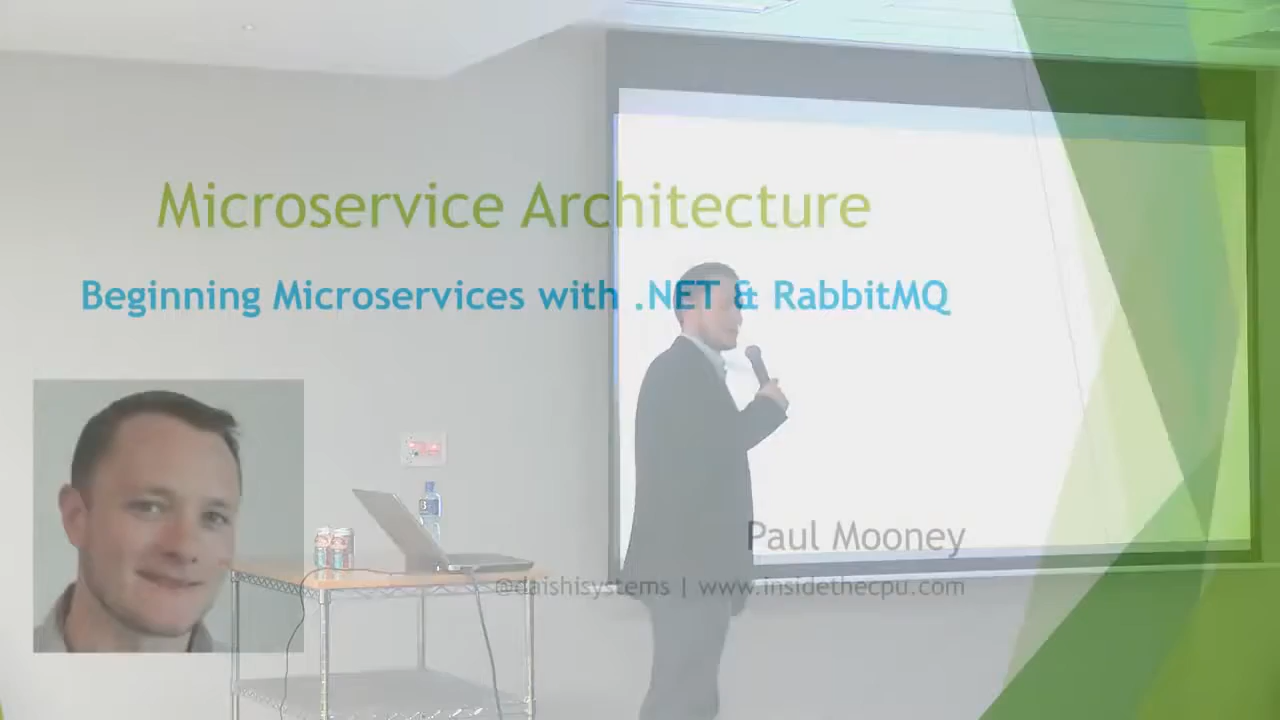 Microservice Architecture
Beginning Microservices with .NET & RabbitMQ
Paul Mooney
@daishisystems | www.insidethecpu.com